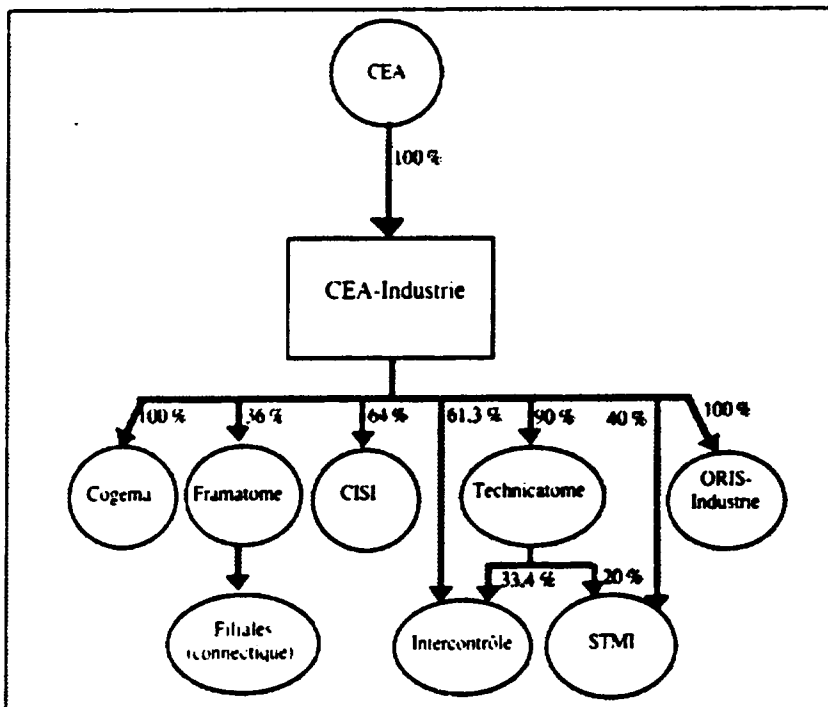 CEA
100 %
CEA-Industrie
100 %
36 %
64 %
61.3 %
90 %
40 %
100 %
Cogema
Framatome
CISI
Technicatome
ORIS-
Industrie
33.4 %
20 %
Filiales
(connectique)
Intercontrôle
STMI